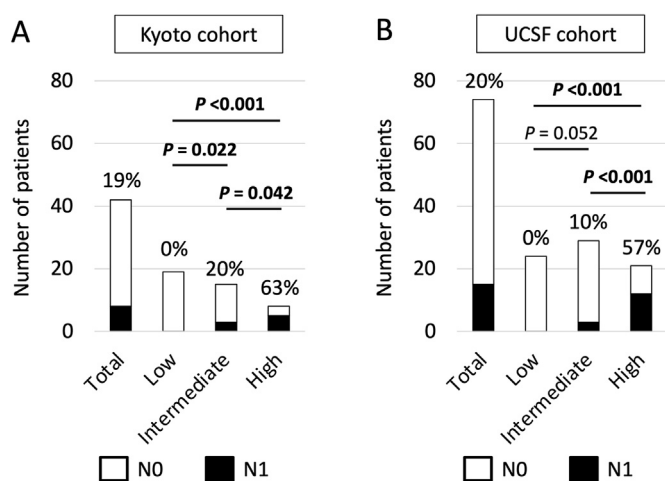 A
Kyoto cohort
Number of patients
80
60
40
20
0
19%
0%
20%
63%
P <0.001
P = 0.022
P = 0.042
Total
Low
Intermediate
High
N0
N1
B
UCSF cohort
Number of patients
80
60
40
20
0
20%
0%
10%
57%
P <0.001
P = 0.052
P <0.001
Total
Low
Intermediate
High
N0
N1